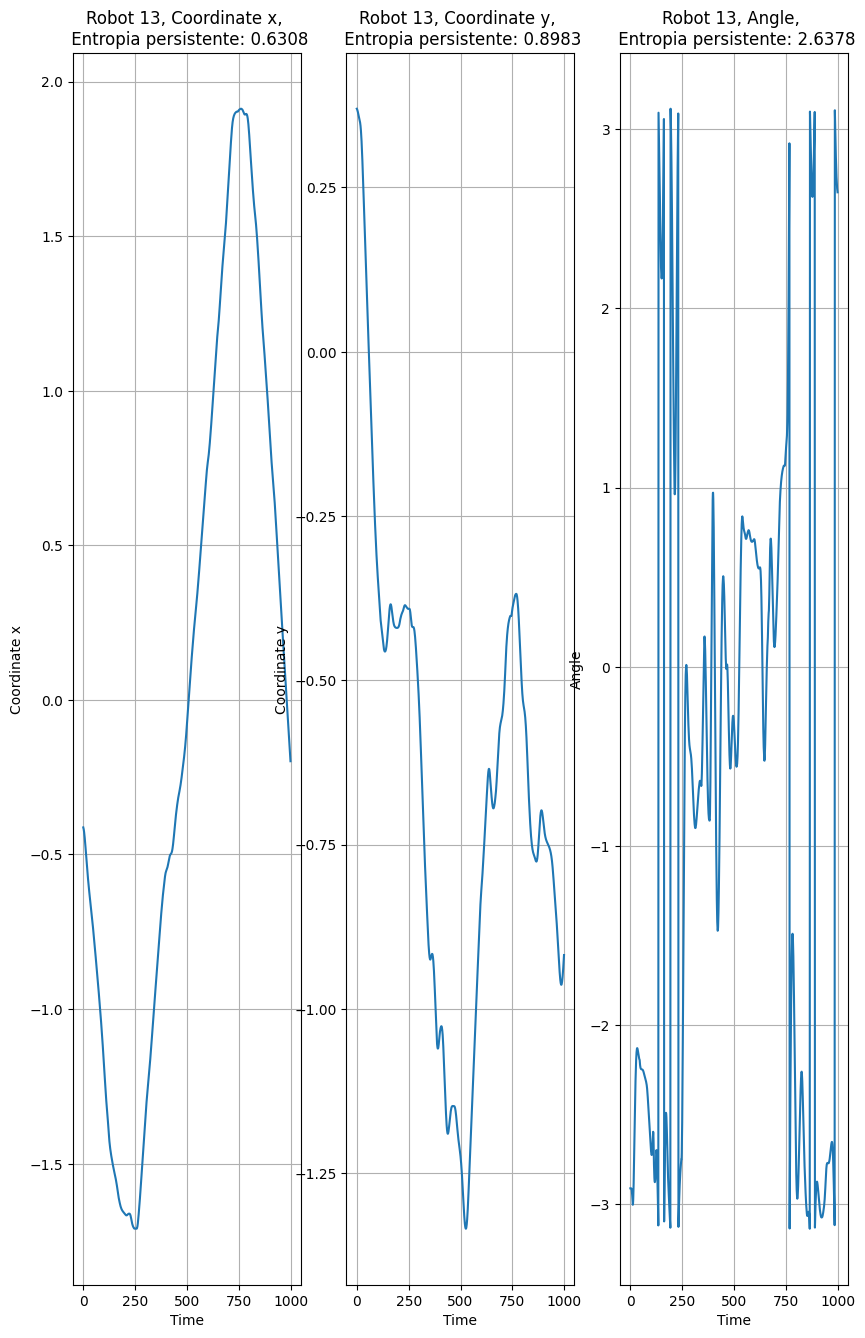 Robot 13, Coordinate x,
Entropia persistente: 0.6308
2.0
1.5
1.0
0.5
0.0
−0.5
−1.0
−1.5
Coordinate x
0 250 500 750 1000
Time
Robot 13, Coordinate y,
Entropia persistente: 0.8983
0.25
0.00
−0.25
−0.50
−0.75
−1.00
−1.25
Coordinate y
0 250 500 750 1000
Time
Robot 13, Angle,
Entropia persistente: 2.6378
3
2
1
0
−1
−2
−3
Angle
0 250 500 750 1000
Time